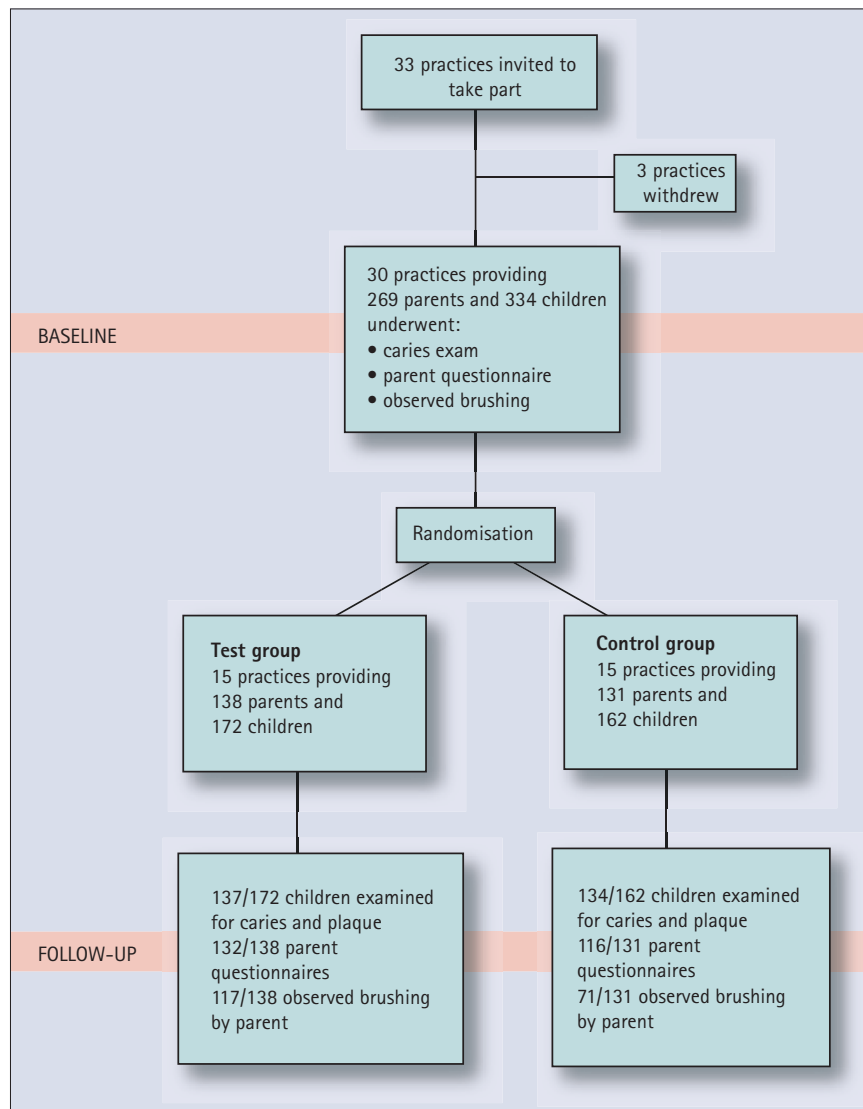 33 practices invited to
take part
3 practices
withdrew
30 practices providing
269 parents and 334 children
underwent:
• caries exam
• parent questionnaire
• observed brushing
BASELINE
Randomisation
Test group
15 practices providing
138 parents and
172 children
Control group
15 practices providing
131 parents and
162 children
137/172 children examined
for caries and plaque
132/138 parent
questionnaires
117/138 observed brushing
by parent
134/162 children examined
for caries and plaque
116/131 parent
questionnaires
71/131 observed brushing
by parent
FOLLOW-UP